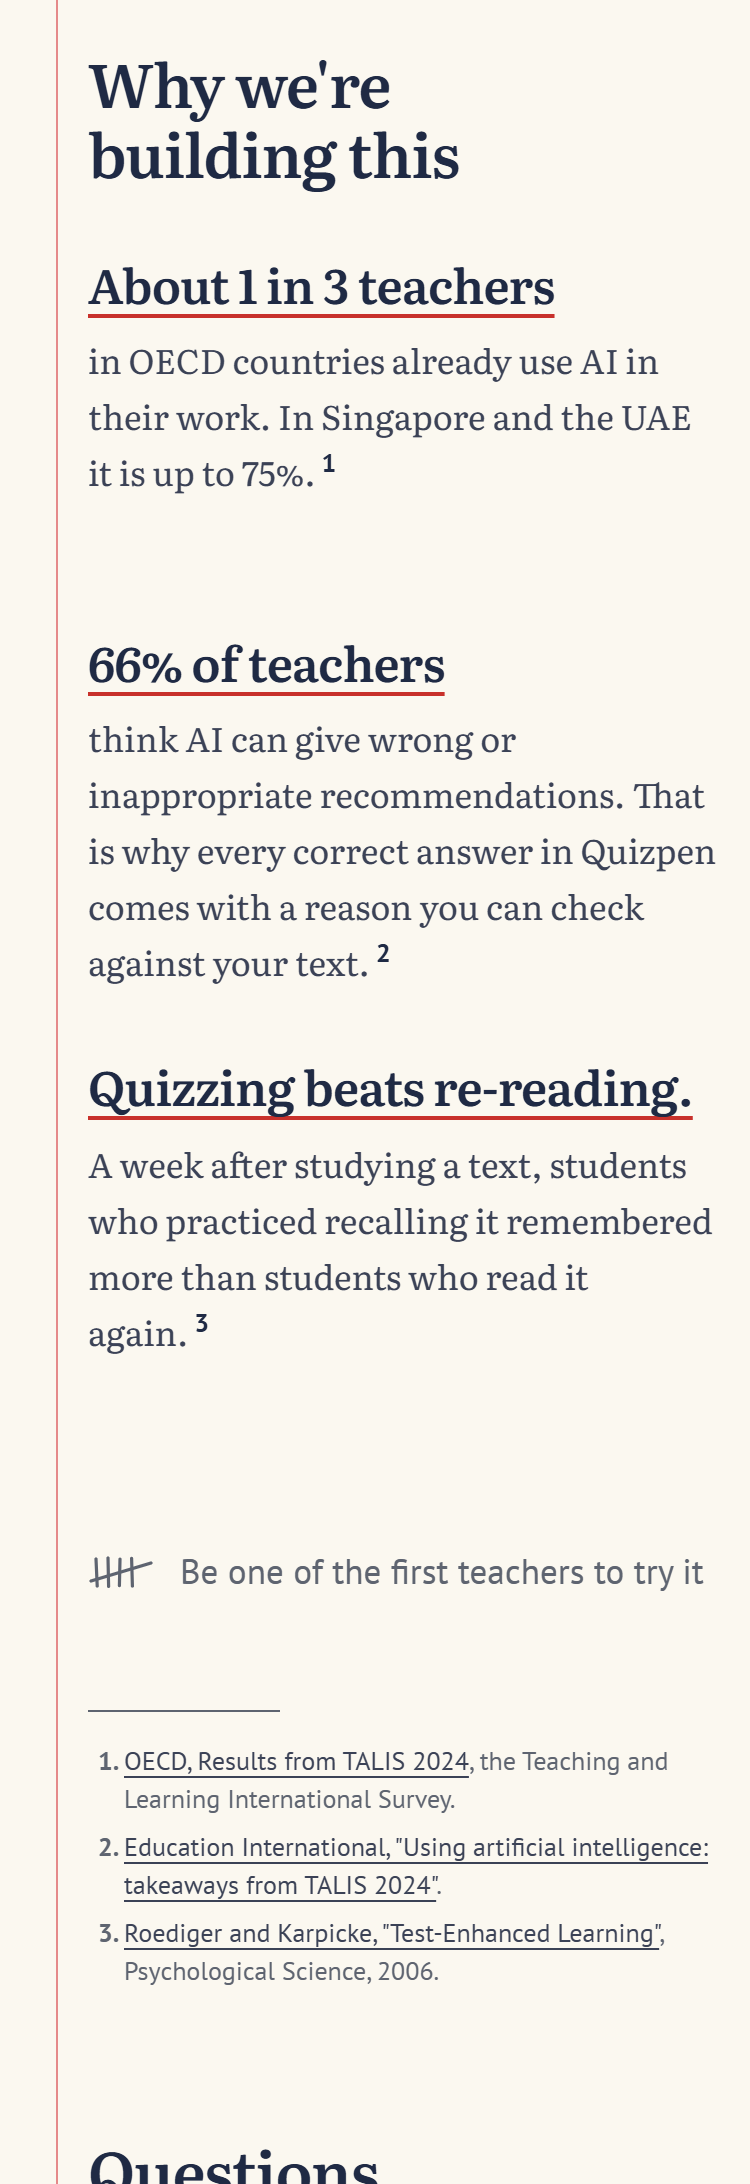 Why we're
building this
About 1 in 3 teachers
in OECD countries already use AI in
their work. In Singapore and the UAE
it is up to 75%. 1
66% of teachers
think AI can give wrong or
inappropriate recommendations. That
is why every correct answer in Quizpen
comes with a reason you can check
against your text. 2
Quizzing beats re-reading.
A week after studying a text, students
who practiced recalling it remembered
more than students who read it
again. 3
Be one of the first teachers to try it
1. OECD, Results from TALIS 2024, the Teaching and
Learning International Survey.
2. Education International, "Using artificial intelligence:
takeaways from TALIS 2024".
3. Roediger and Karpicke, "Test-Enhanced Learning",
Psychological Science, 2006.
Questions